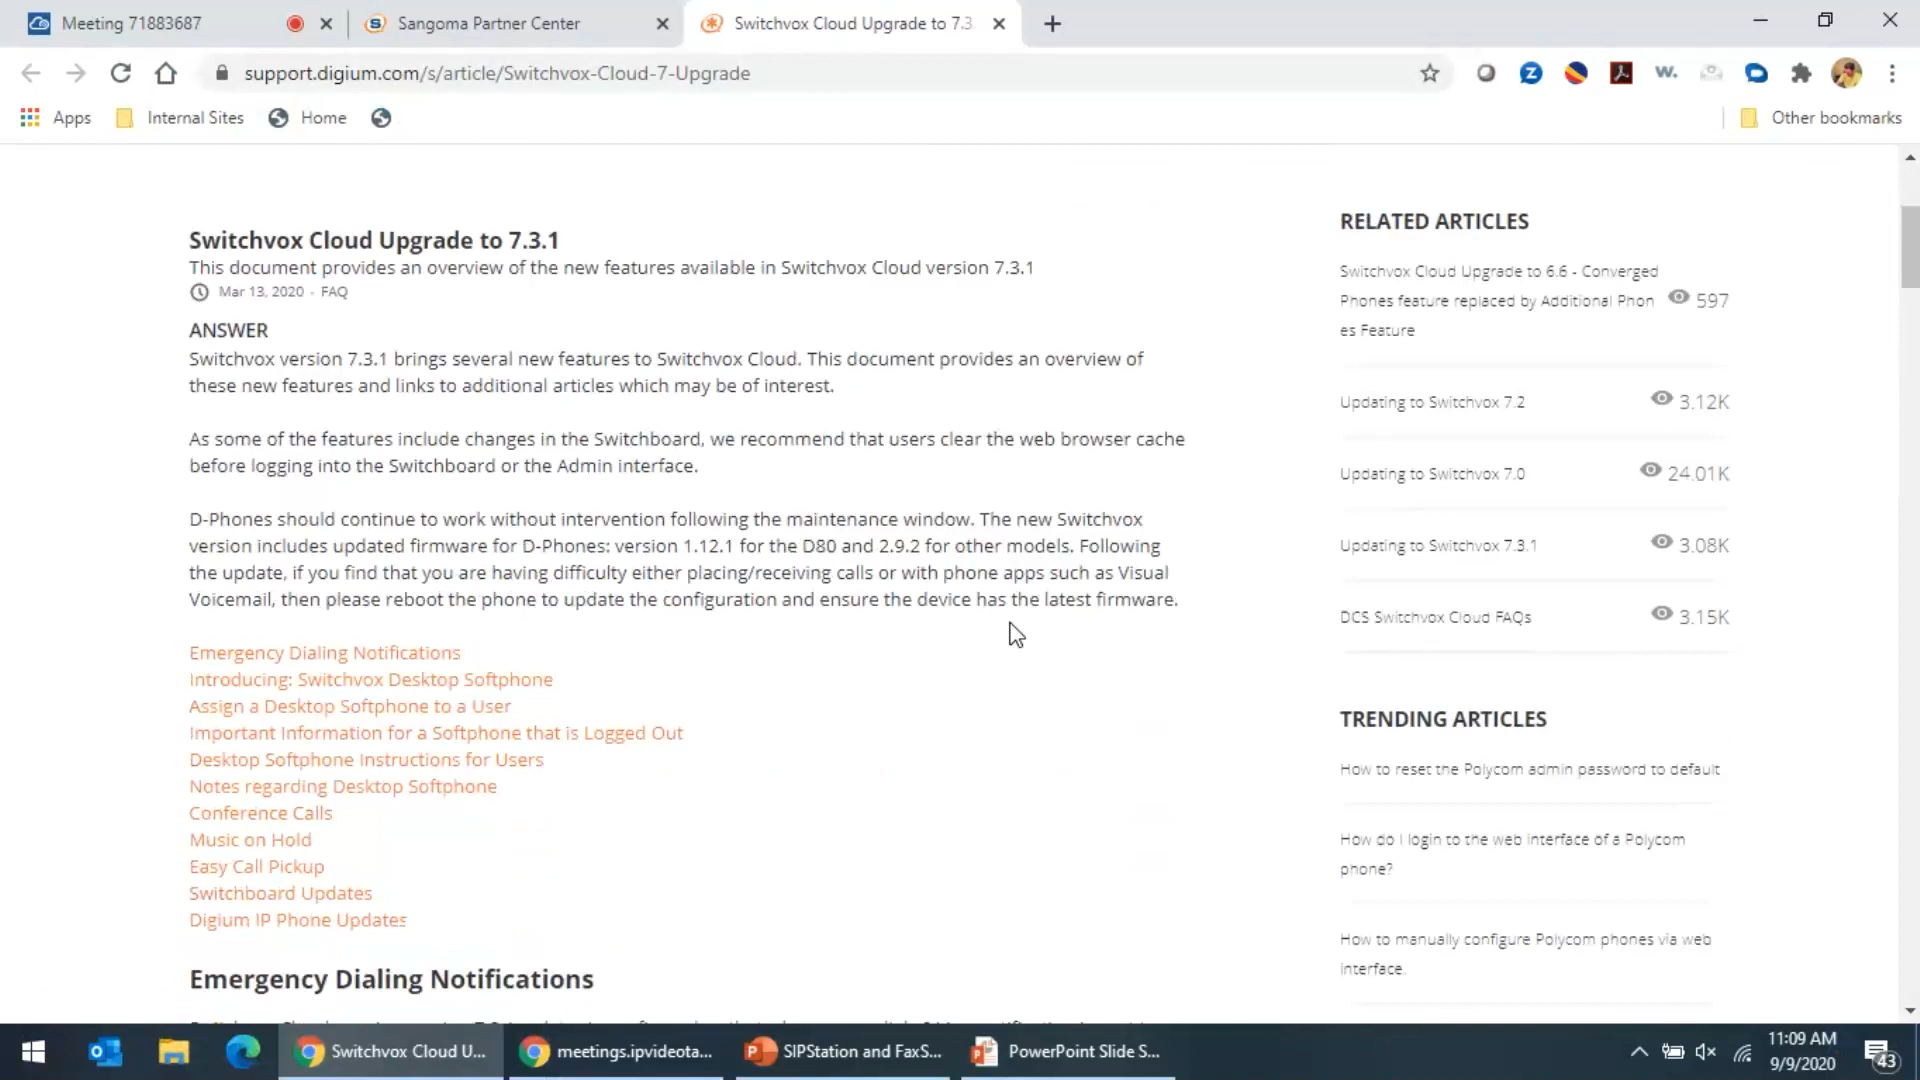 Meeting 71883687
Sangoma Partner Center
Switchvox Cloud Upgrade to 7.3
support.digium.com/s/article/Switchvox-Cloud-7-Upgrade
Apps
Internal Sites
Home
Other bookmarks
Switchvox Cloud Upgrade to 7.3.1
This document provides an overview of the new features available in Switchvox Cloud version 7.3.1
Mar 13, 2020 - FAQ
ANSWER
Switchvox version 7.3.1 brings several new features to Switchvox Cloud. This document provides an overview of
these new features and links to additional articles which may be of interest.
As some of the features include changes in the Switchboard, we recommend that users clear the web browser cache
before logging into the Switchboard or the Admin interface.
D-Phones should continue to work without intervention following the maintenance window. The new Switchvox
version includes updated firmware for D-Phones: version 1.12.1 for the D80 and 2.9.2 for other models. Following
the update, if you find that you are having difficulty either placing/receiving calls or with phone apps such as Visual
Voicemail, then please reboot the phone to update the configuration and ensure the device has the latest firmware.
Emergency Dialing Notifications
Introducing: Switchvox Desktop Softphone
Assign a Desktop Softphone to a User
Important Information for a Softphone that is Logged Out
Desktop Softphone Instructions for Users
Notes regarding Desktop Softphone
Conference Calls
Music on Hold
Easy Call Pickup
Switchboard Updates
Digium IP Phone Updates
Emergency Dialing Notifications
RELATED ARTICLES
Switchvox Cloud Upgrade to 6.6 - Converged
Phones feature replaced by Additional Phon 597
es Feature
Updating to Switchvox 7.2 3.12K
Updating to Switchvox 7.0 24.01K
Updating to Switchvox 7.3.1 3.08K
DCS Switchvox Cloud FAQs 3.15K
TRENDING ARTICLES
How to reset the Polycom admin password to default
How do I login to the web interface of a Polycom
phone?
How to manually configure Polycom phones via web
interface.
Switchvox Cloud U...
meetings.ipvideota...
SIPStation and FaxS...
PowerPoint Slide S...
11:09 AM
9/9/2020
43